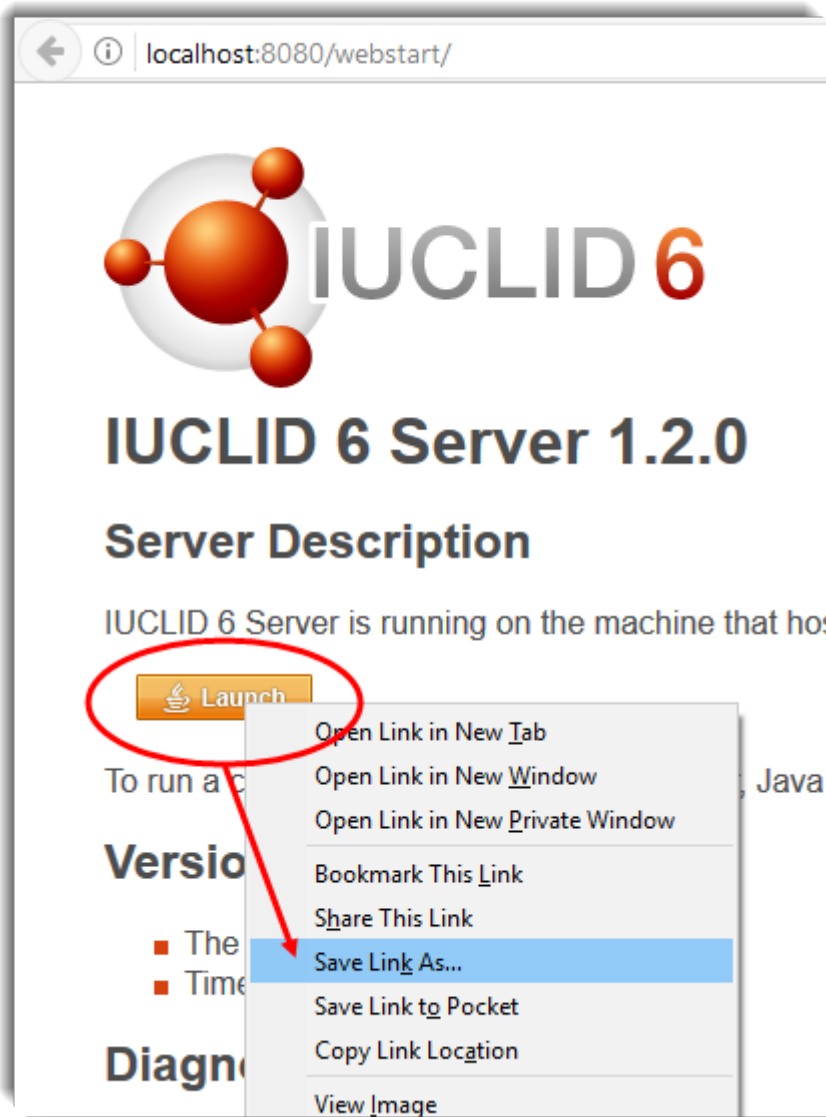 localhost:8080/webstart/
IUCLID 6
IUCLID 6 Server 1.2.0
Server Description
IUCLID 6 Server is running on the machine that
Launch
Open Link in New Tab
Open Link in New Window
To run a , Java
Open Link in New Private Window
Bookmark This Link
Share This Link
The
Save Link As...
Time
Save Link to Pocket
Copy Link Location
View Image